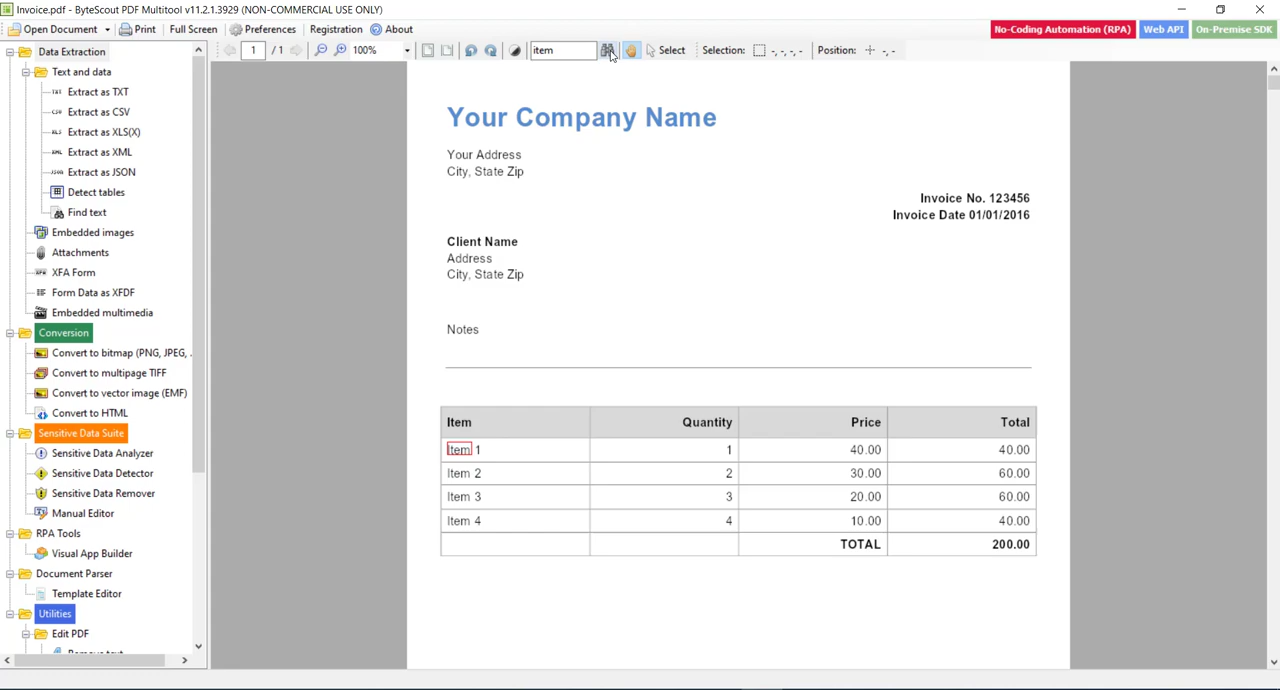 Invoice.pdf - ByteScout PDF Multitool v11.2.1.3929 (NON-COMMERCIAL USE ONLY)
Open Document Print Full Screen Preferences Registration About No-Coding Automation (RPA) Web API On-Premise SDK
1 / 1 100% item Select Selection: -,-,-,- Position: -,-
Data Extraction
Text and data
TXT Extract as TXT
CSV Extract as CSV
XLS Extract as XLS(X)
XML Extract as XML
JSON Extract as JSON
Detect tables
Find text
Embedded images
Attachments
XFA Form
Form Data as XFDF
Embedded multimedia
Conversion
Convert to bitmap (PNG, JPEG, .
Convert to multipage TIFF
Convert to vector image (EMF)
Convert to HTML
Sensitive Data Suite
Sensitive Data Analyzer
Sensitive Data Detector
Sensitive Data Remover
Manual Editor
RPA Tools
Visual App Builder
Document Parser
Template Editor
Utilities
Edit PDF
Your Company Name
Your Address
City, State Zip
Invoice No. 123456
Invoice Date 01/01/2016
Client Name
Address
City, State Zip
Notes
Item Quantity Price Total
Item 1 1 40.00 40.00
Item 2 2 30.00 60.00
Item 3 3 20.00 60.00
Item 4 4 10.00 40.00
TOTAL 200.00